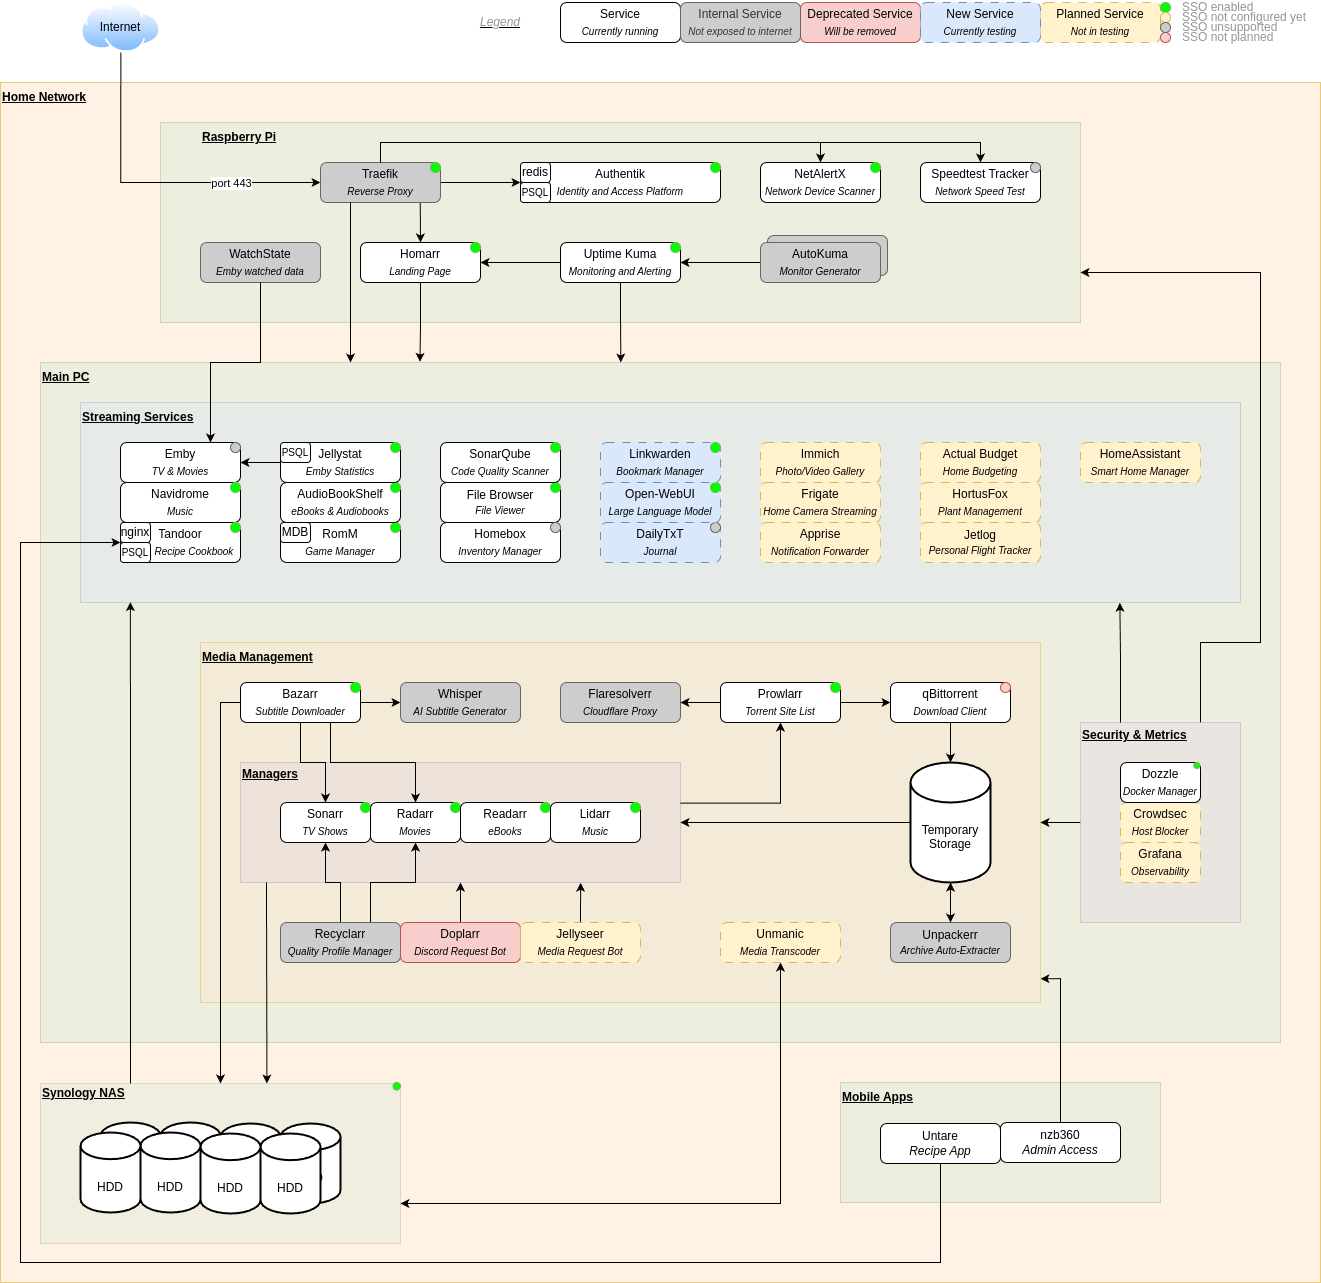 Internet
Legend
Service
Currently running
Internal Service
Not exposed to internet
Deprecated Service
Will be removed
New Service
Currently testing
Planned Service
Not in testing
SSO enabled
SSO not configured yet
SSO unsupported
SSO not planned
Home Network
Raspberry Pi
port 443
Traefik
Reverse Proxy
redis
PSQL
Authentik
Identity and Access Platform
NetAlertX
Network Device Scanner
Speedtest Tracker
Network Speed Test
WatchState
Emby watched data
Homarr
Landing Page
Uptime Kuma
Monitoring and Alerting
AutoKuma
Monitor Generator
Main PC
Streaming Services
Emby
TV & Movies
Navidrome
Music
nginx
PSQL
Tandoor
Recipe Cookbook
PSQL
Jellystat
Emby Statistics
AudioBookShelf
eBooks & Audiobooks
MDB
RomM
Game Manager
SonarQube
Code Quality Scanner
File Browser
File Viewer
Homebox
Inventory Manager
Linkwarden
Bookmark Manager
Open-WebUI
Large Language Model
DailyTxT
Journal
Immich
Photo/Video Gallery
Frigate
Home Camera Streaming
Apprise
Notification Forwarder
Actual Budget
Home Budgeting
HortusFox
Plant Management
Jetlog
Personal Flight Tracker
HomeAssistant
Smart Home Manager
Media Management
Bazarr
Subtitle Downloader
Whisper
AI Subtitle Generator
Flaresolverr
Cloudflare Proxy
Prowlarr
Torrent Site List
qBittorrent
Download Client
Managers
Sonarr
TV Shows
Radarr
Movies
Readarr
eBooks
Lidarr
Music
Temporary
Storage
Recyclarr
Quality Profile Manager
Doplarr
Discord Request Bot
Jellyseer
Media Request Bot
Unmanic
Media Transcoder
Unpackerr
Archive Auto-Extracter
Security & Metrics
Dozzle
Docker Manager
Crowdsec
Host Blocker
Grafana
Observability
Synology NAS
HDD
HDD
HDD
HDD
Mobile Apps
Untare
Recipe App
nzb360
Admin Access